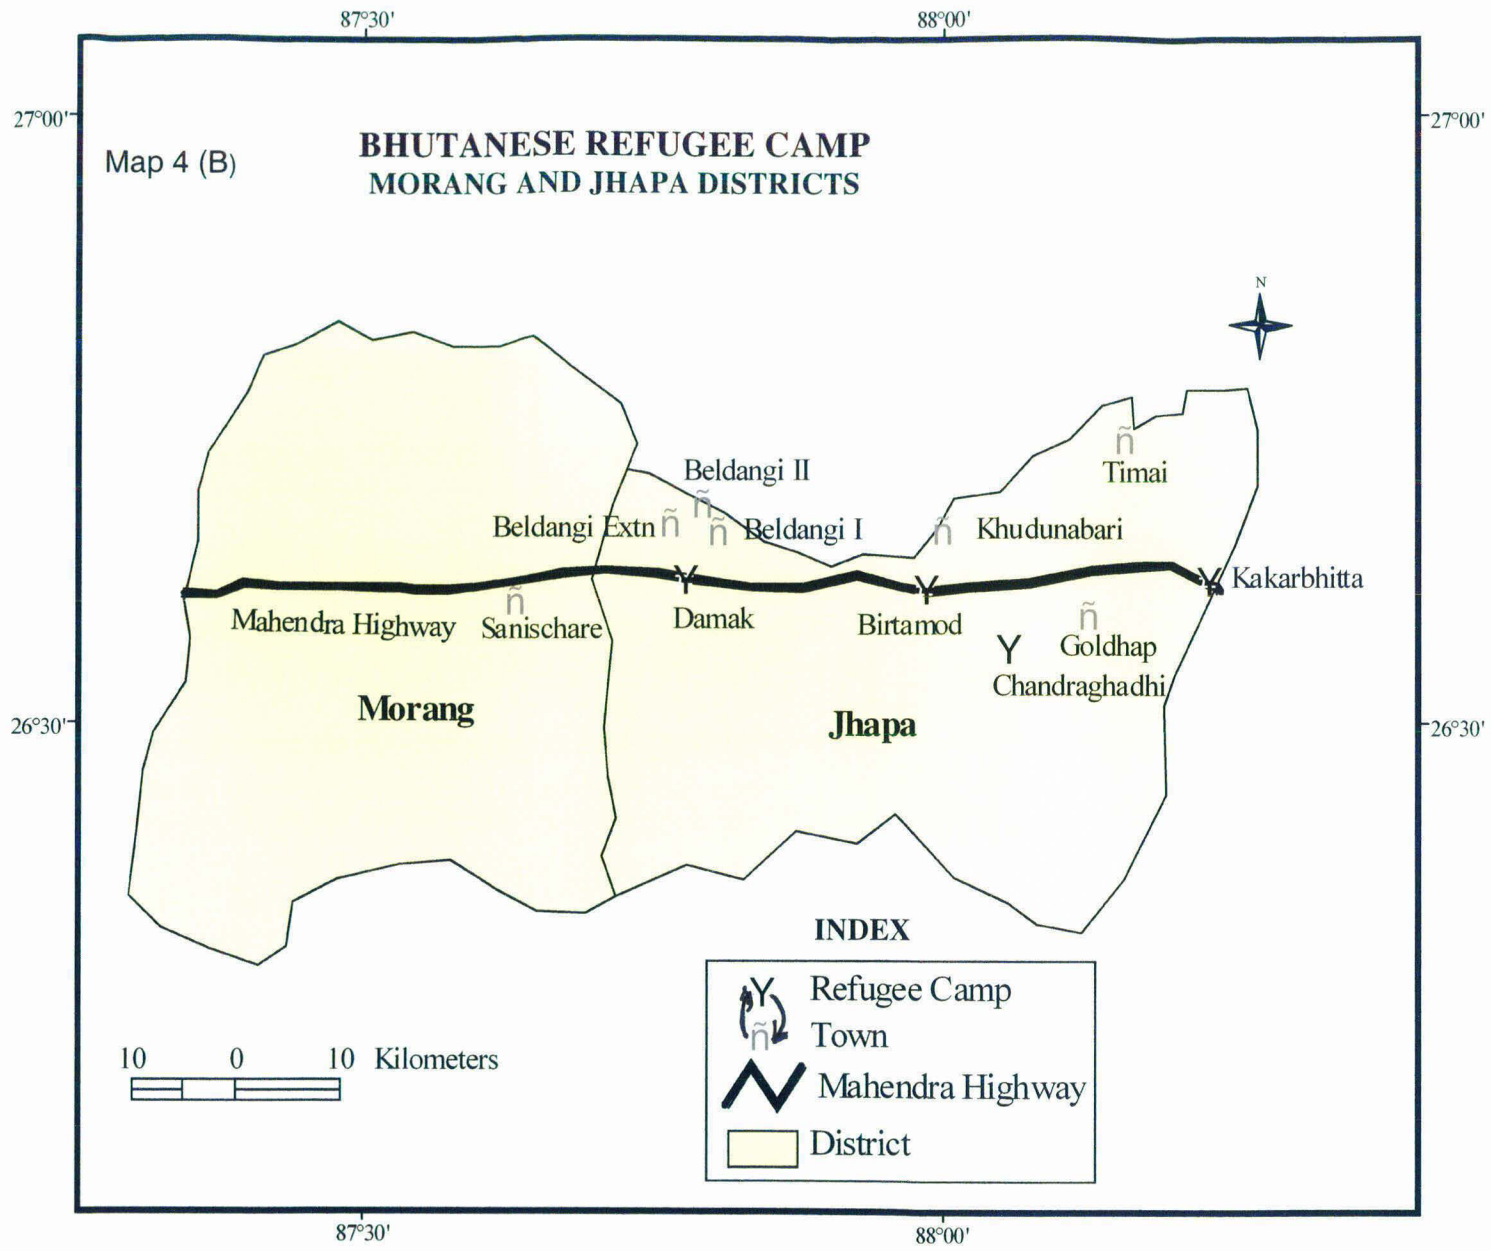 87°30' 88°00'
27°00' 27°00'
Map 4 (B)
BHUTANESE REFUGEE CAMP
MORANG AND JHAPA DISTRICTS
N
Beldangi II
Timai
Beldangi Extn ñ ñ ñ Beldangi I
ñ Khudunabari
ñ
Y Y Y Kakarbhitta
Mahendra Highway ñ Sanischare
Damak
Birtamod
ñ
Goldhap
Y
Chandraghadhi
Morang
Jhapa
26°30' 26°30'
INDEX
Y Refugee Camp
ñ Town
Mahendra Highway
District
10 0 10 Kilometers
87°30' 88°00'